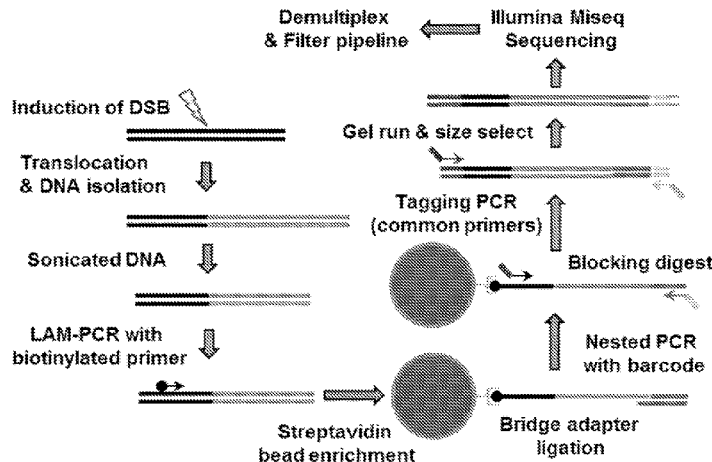 Induction of DSB
Translocation
& DNA isolation
Sonicated DNA
LAM-PCR with
biotinylated primer
Streptavidin
bead enrichment
Bridge adapter
ligation
Nested PCR
with barcode
Blocking digest
Tagging PCR
(common primers)
Gel run & size select
Illumina Miseq
Sequencing
Demultiplex
& Filter pipeline